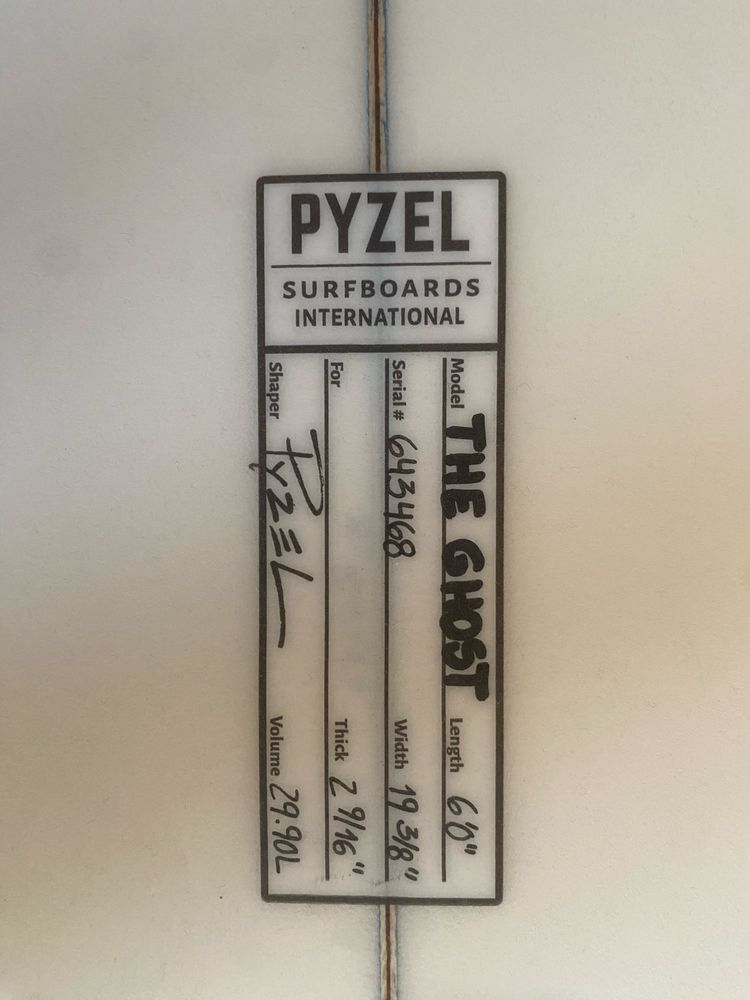 PYZEL
SURFBOARDS
INTERNATIONAL
Model THE GHOST Length 6'0"
Serial # 643468 Width 19 3/8"
For Thick 2 9/16"
Shaper PYZEL Volume 29.90L